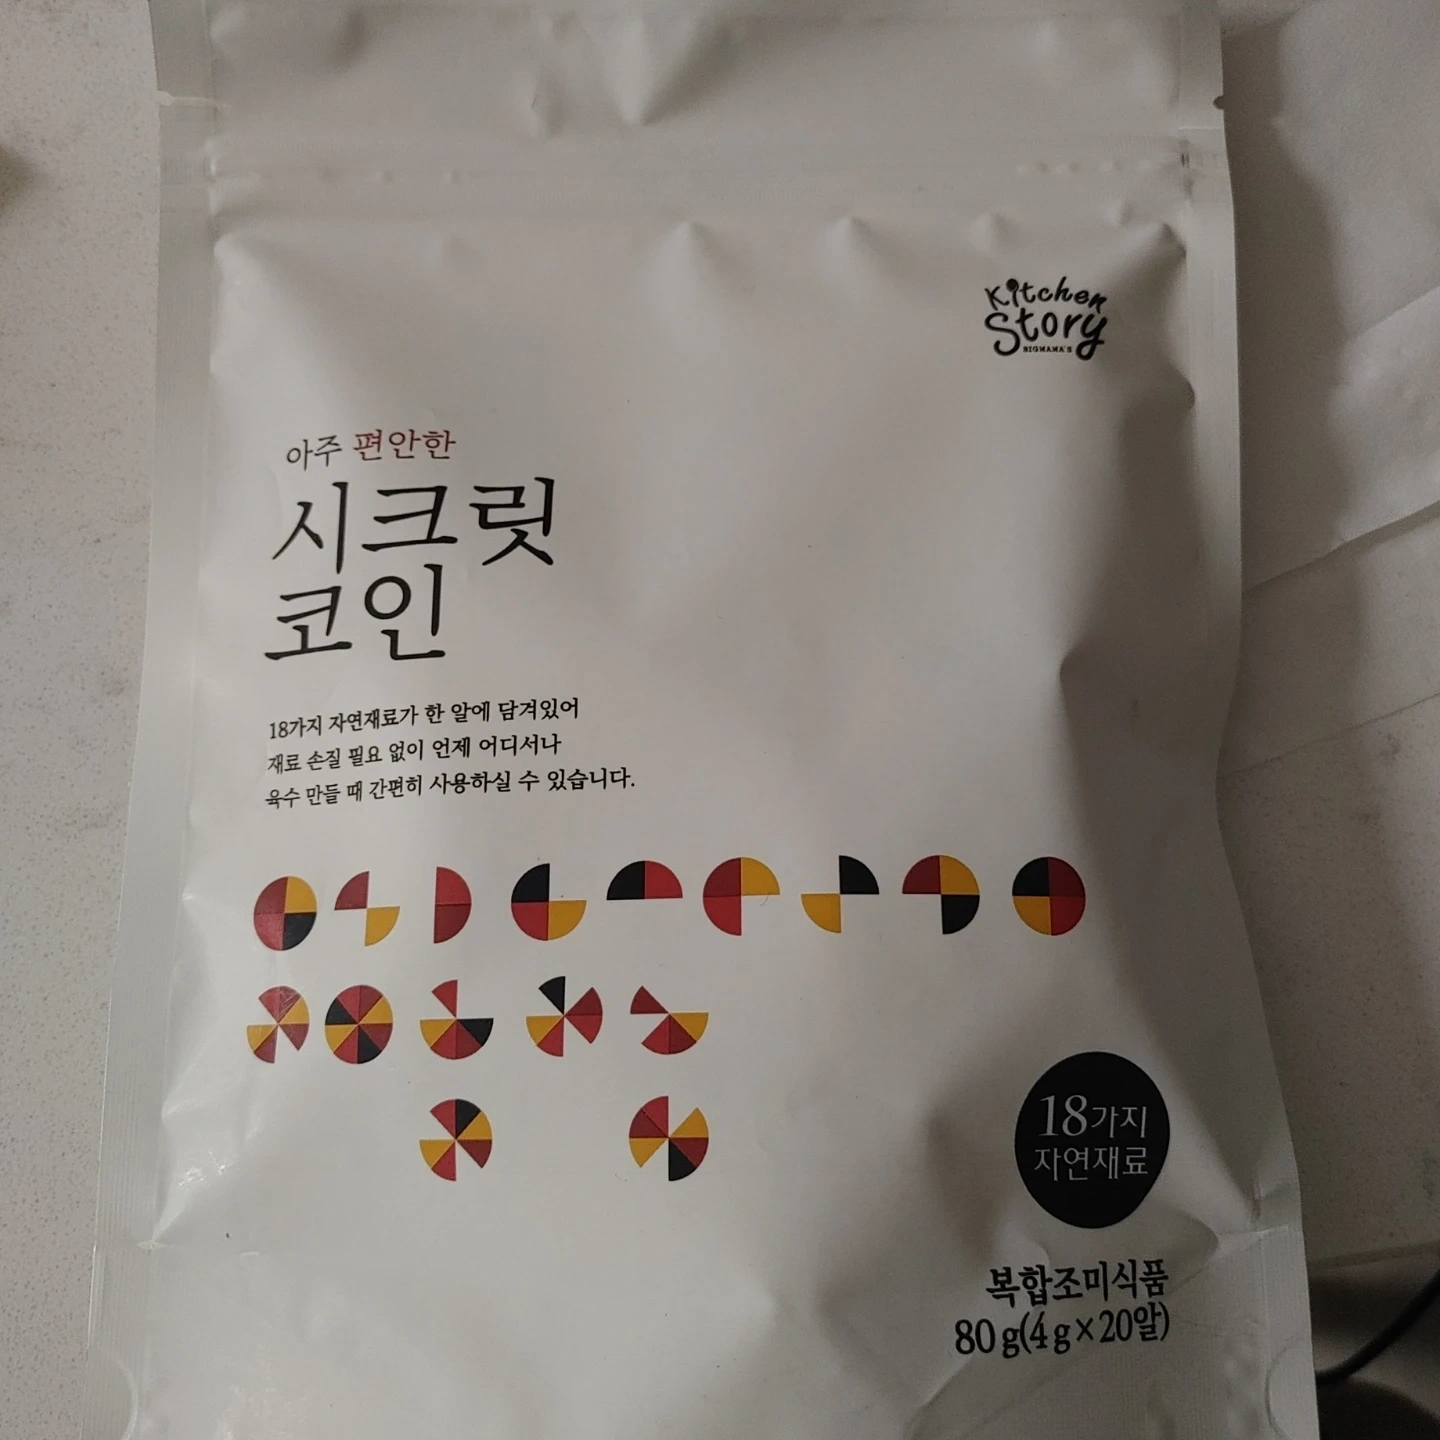 Kitchen
Story
BIGMAMA'S
아주 편안한
시크릿
코인
18가지 자연재료가 한 알에 담겨있어
재료 손질 필요 없이 언제 어디서나
육수 만들 때 간편히 사용하실 수 있습니다.
18가지
자연재료
복합조미식품
80g(4g×20알)